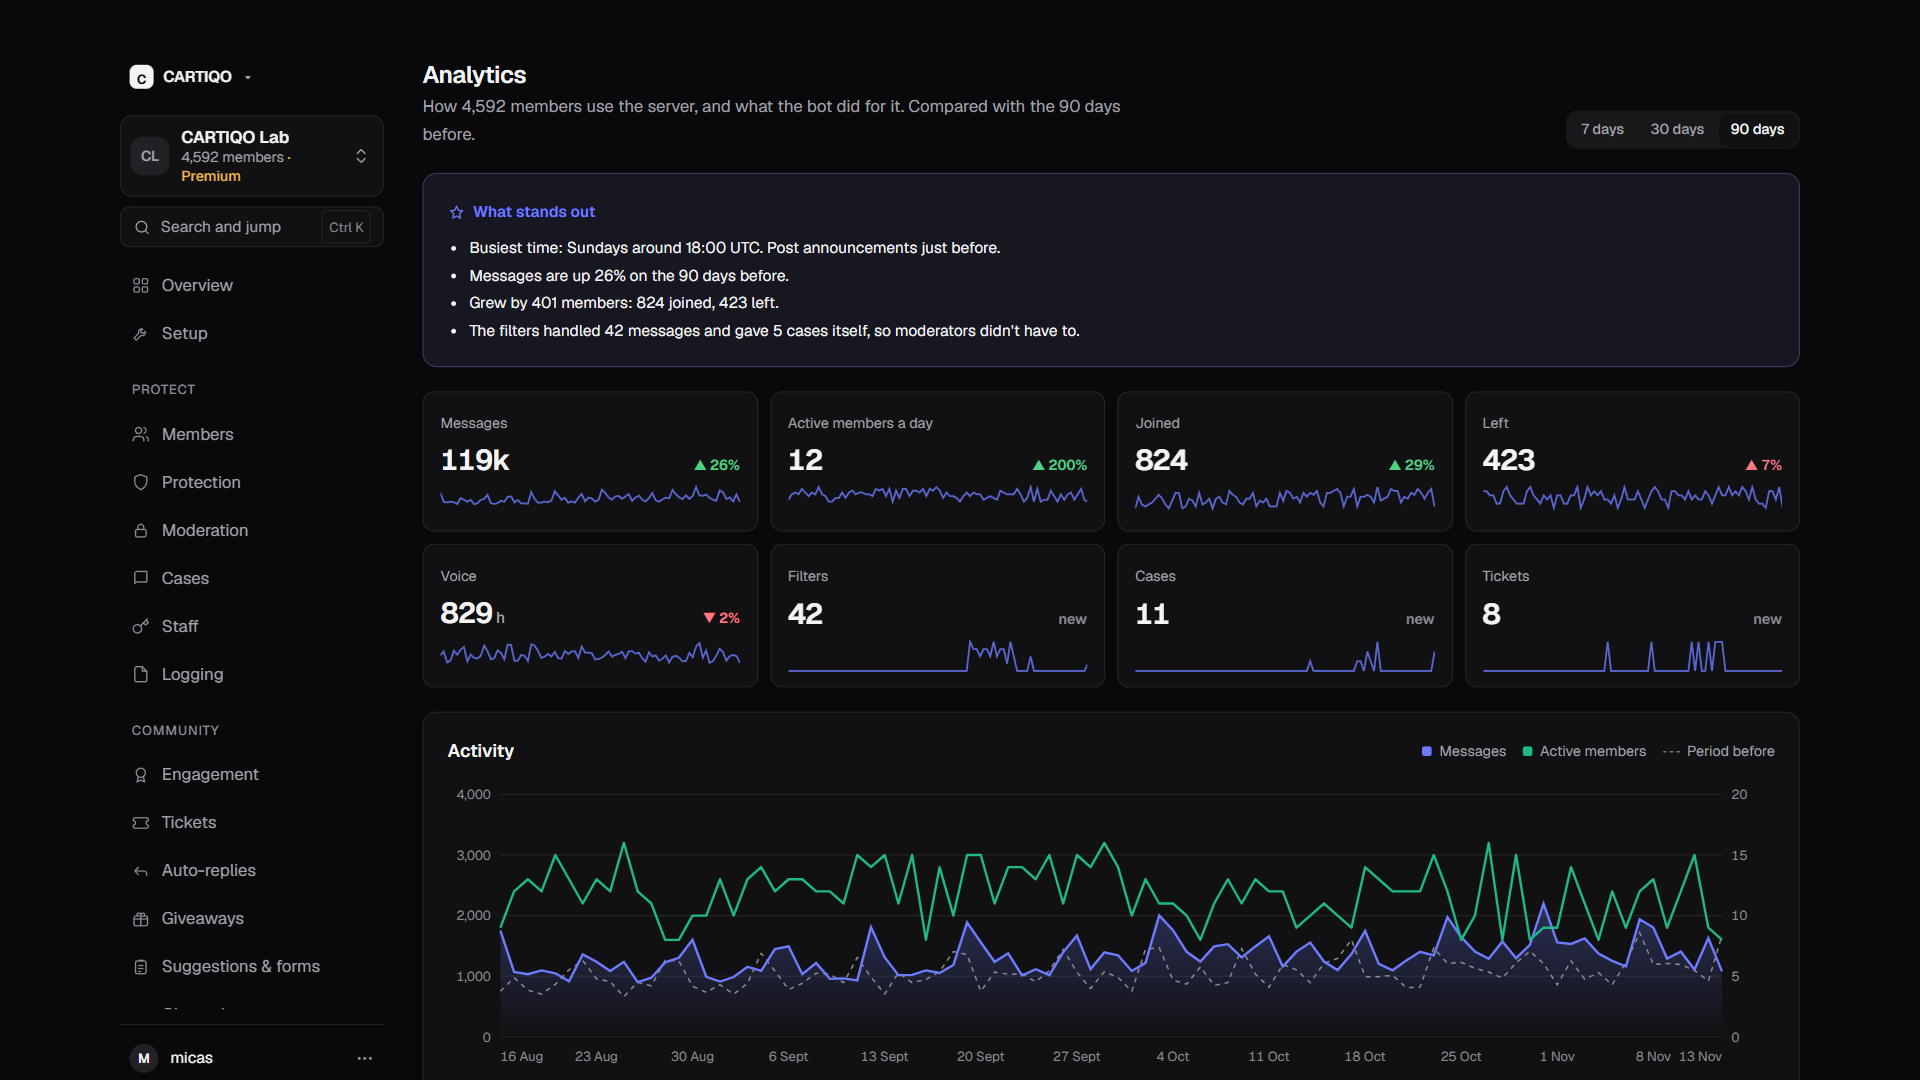 C CARTIQO
CL
CARTIQO Lab
4,592 members ·
Premium
Search and jump Ctrl K
Overview
Setup
PROTECT
Members
Protection
Moderation
Cases
Staff
Logging
COMMUNITY
Engagement
Tickets
Auto-replies
Giveaways
Suggestions & forms
M micas
Analytics
How 4,592 members use the server, and what the bot did for it. Compared with the 90 days
before.
7 days 30 days 90 days
What stands out
• Busiest time: Sundays around 18:00 UTC. Post announcements just before.
• Messages are up 26% on the 90 days before.
• Grew by 401 members: 824 joined, 423 left.
• The filters handled 42 messages and gave 5 cases itself, so moderators didn't have to.
Messages
119k ▲ 26%
Active members a day
12 ▲ 200%
Joined
824 ▲ 29%
Left
423 ▲ 7%
Voice
829 h ▼ 2%
Filters
42 new
Cases
11 new
Tickets
8 new
Activity
Messages Active members Period before
4,000 20
3,000 15
2,000 10
1,000 5
0 0
16 Aug 23 Aug 30 Aug 6 Sept 13 Sept 20 Sept 27 Sept 4 Oct 11 Oct 18 Oct 25 Oct 1 Nov 8 Nov 13 Nov